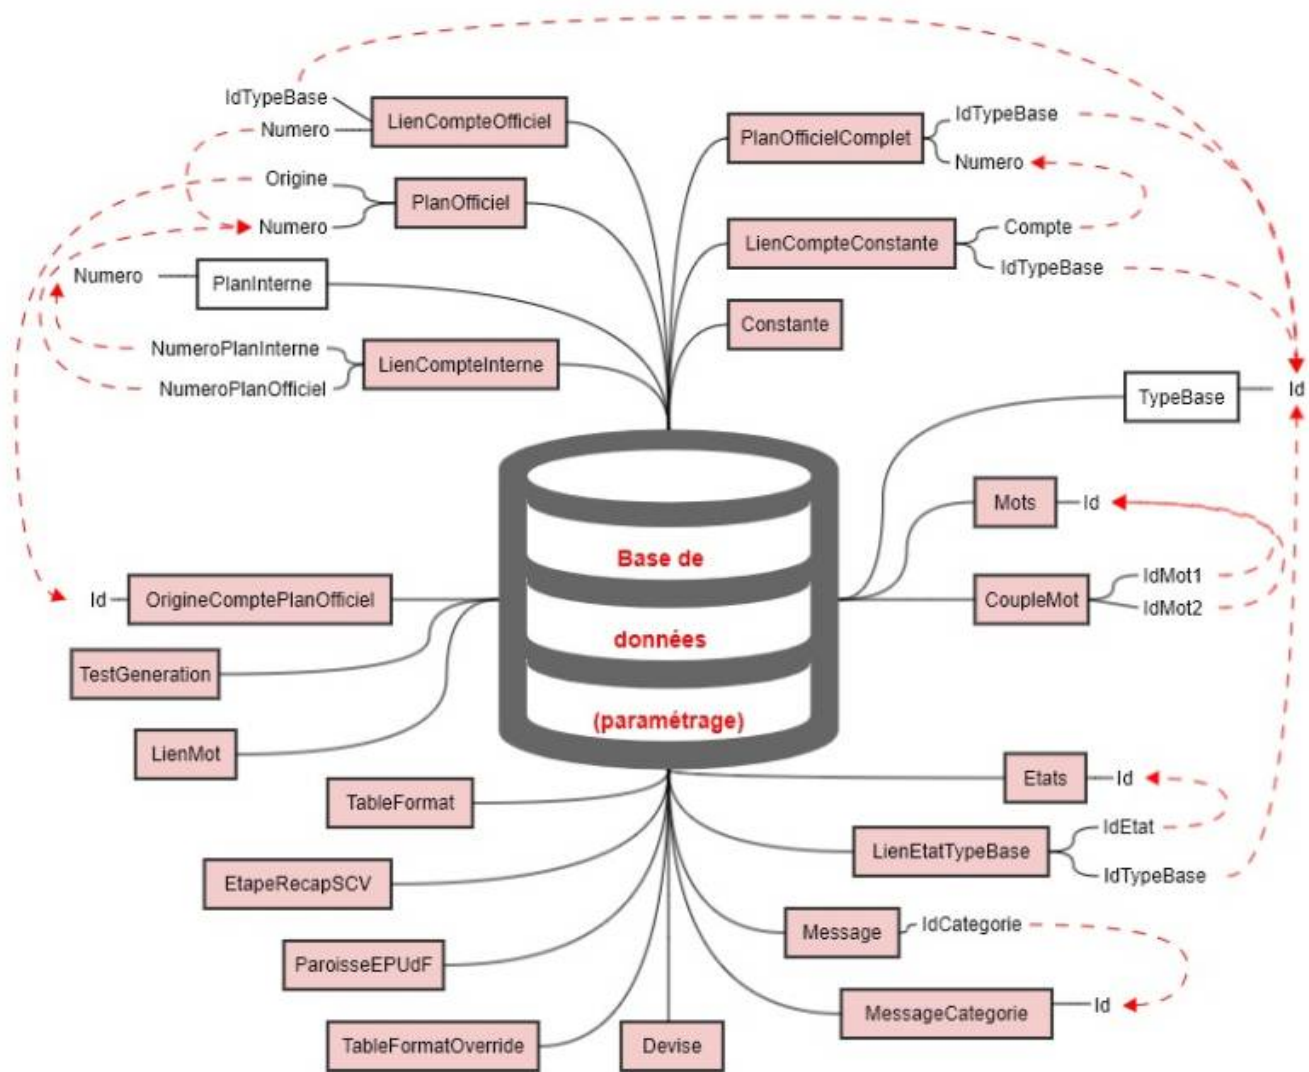 IdTypeBase
Numero
LienCompteOfficiel
Origine
Numero
PlanOfficiel
Numero
PlanInterne
NumeroPlanInterne
NumeroPlanOfficiel
LienCompteInterne
PlanOfficielComplet
IdTypeBase
Numero
LienCompteConstante
Compte
IdTypeBase
Constante
TypeBase
Id
Mots
Id
CoupleMot
IdMot1
IdMot2
Base de
données
(paramétrage)
Id
OrigineComptePlanOfficiel
TestGeneration
LienMot
TableFormat
EtapeRecapSCV
ParoisseEPUdF
TableFormatOverride
Devise
Etats
Id
LienEtatTypeBase
IdEtat
IdTypeBase
Message
IdCategorie
MessageCategorie
Id